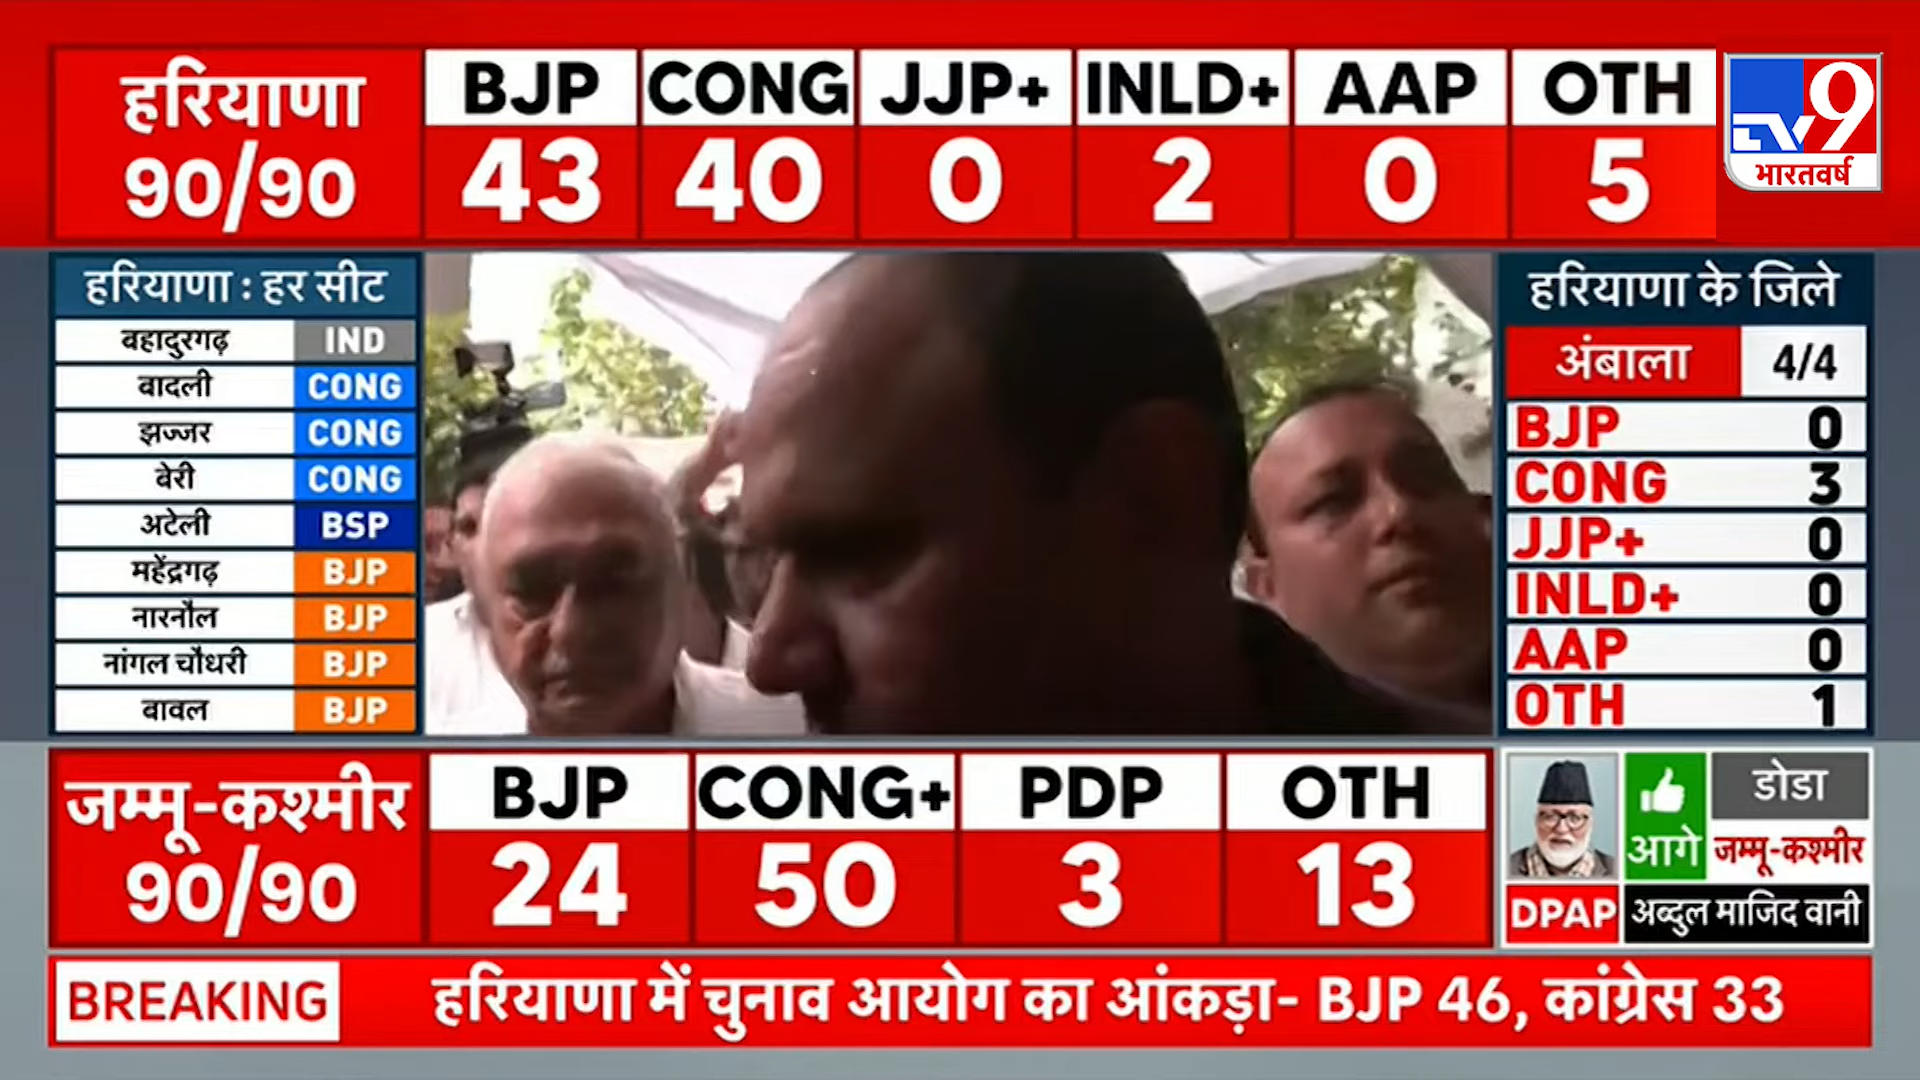 हरियाणा
90/90
BJP CONG JJP+ INLD+ AAP OTH
43 40 0 2 0 5
TV9
भारतवर्ष
हरियाणा : हर सीट
बहादुरगढ़ IND
बादली CONG
झज्जर CONG
बेरी CONG
अटेली BSP
महेंद्रगढ़ BJP
नारनौल BJP
नांगल चौधरी BJP
बावल BJP
हरियाणा के जिले
अंबाला 4/4
BJP 0
CONG 3
JJP+ 0
INLD+ 0
AAP 0
OTH 1
जम्मू-कश्मीर
90/90
BJP CONG+ PDP OTH
24 50 3 13
आगे
डोडा
जम्मू-कश्मीर
DPAP अब्दुल माजिद वानी
BREAKING हरियाणा में चुनाव आयोग का आंकड़ा- BJP 46, कांग्रेस 33